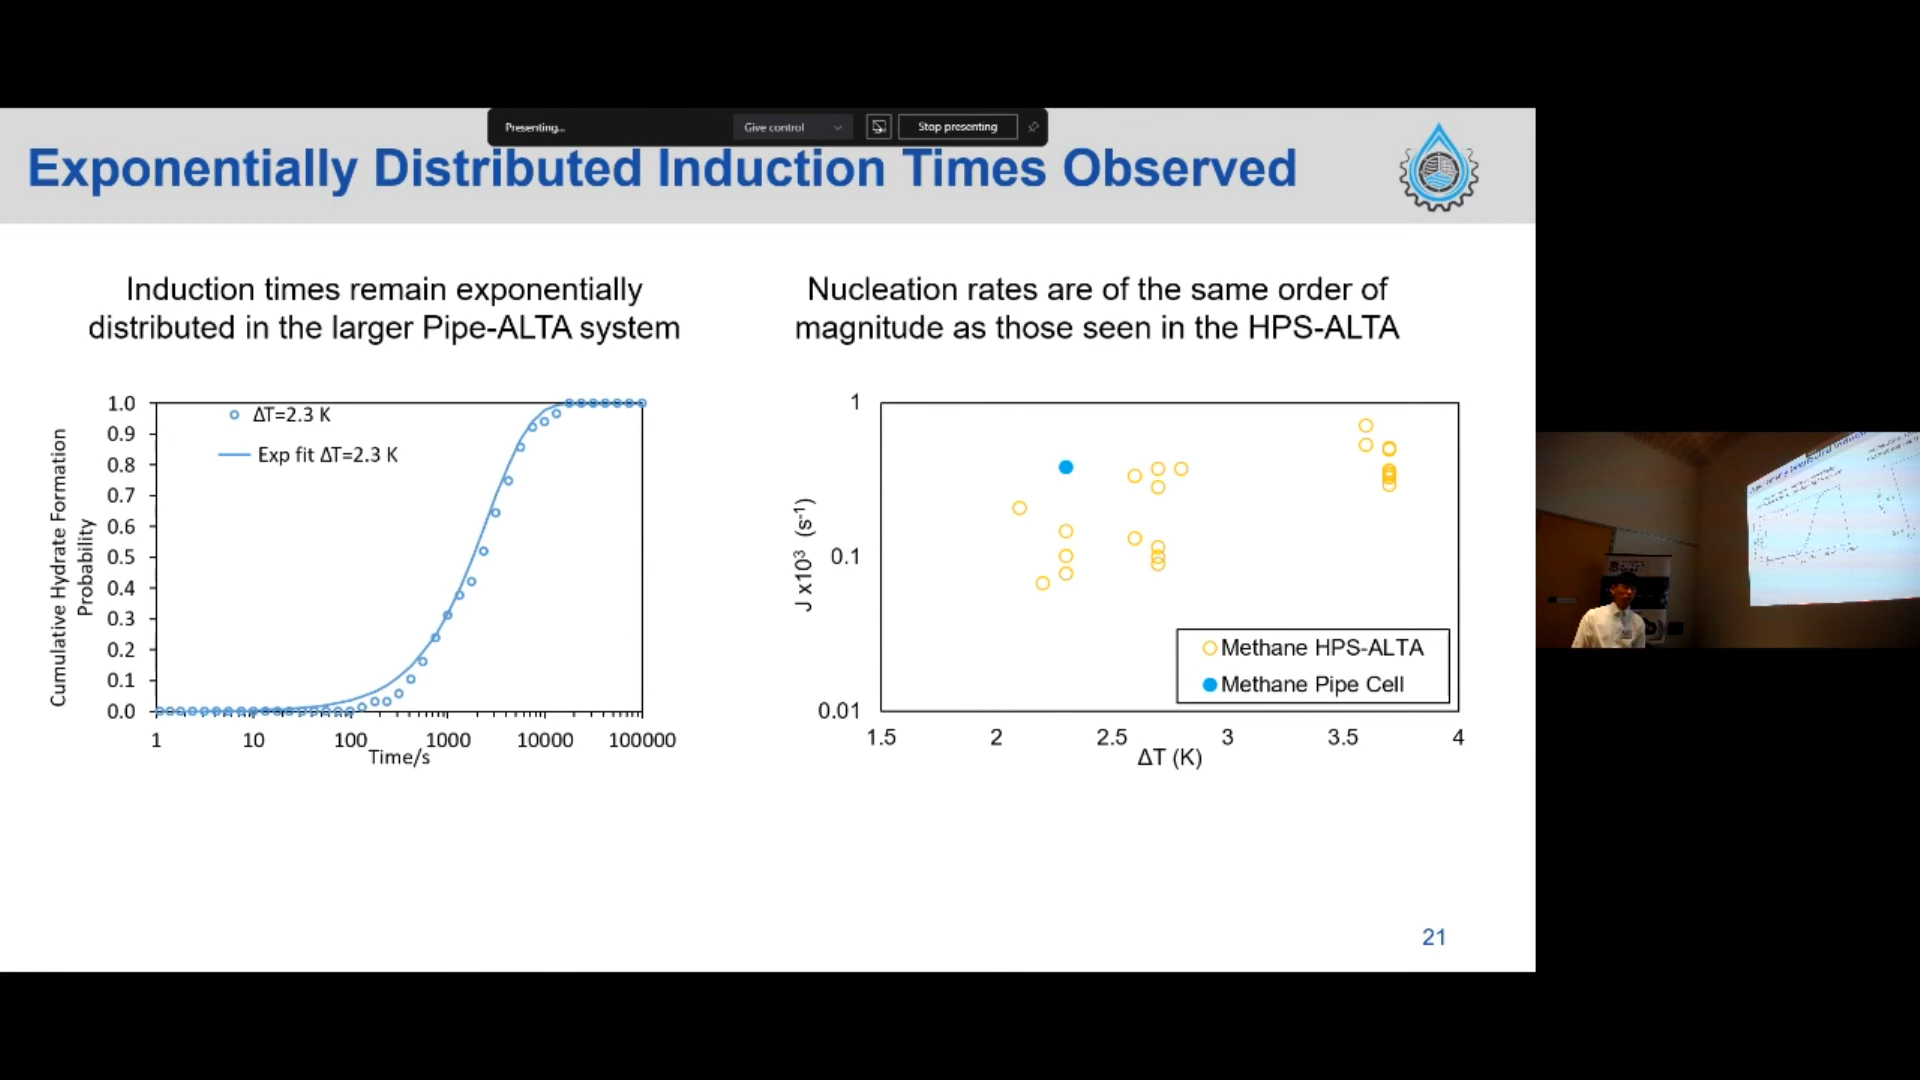 Presenting...
Give control
Stop presenting
Exponentially Distributed Induction Times Observed
Induction times remain exponentially
distributed in the larger Pipe-ALTA system
Nucleation rates are of the same order of
magnitude as those seen in the HPS-ALTA
Cumulative Hydrate Formation
Probability
1.0
0.9
0.8
0.7
0.6
0.5
0.4
0.3
0.2
0.1
0.0
ΔT=2.3 K
Exp fit ΔT=2.3 K
1 10 100 1000 10000 100000
Time/s
J x10³ (s⁻¹)
1
0.1
0.01
Methane HPS-ALTA
Methane Pipe Cell
1.5 2 2.5 3 3.5 4
ΔT (K)
21